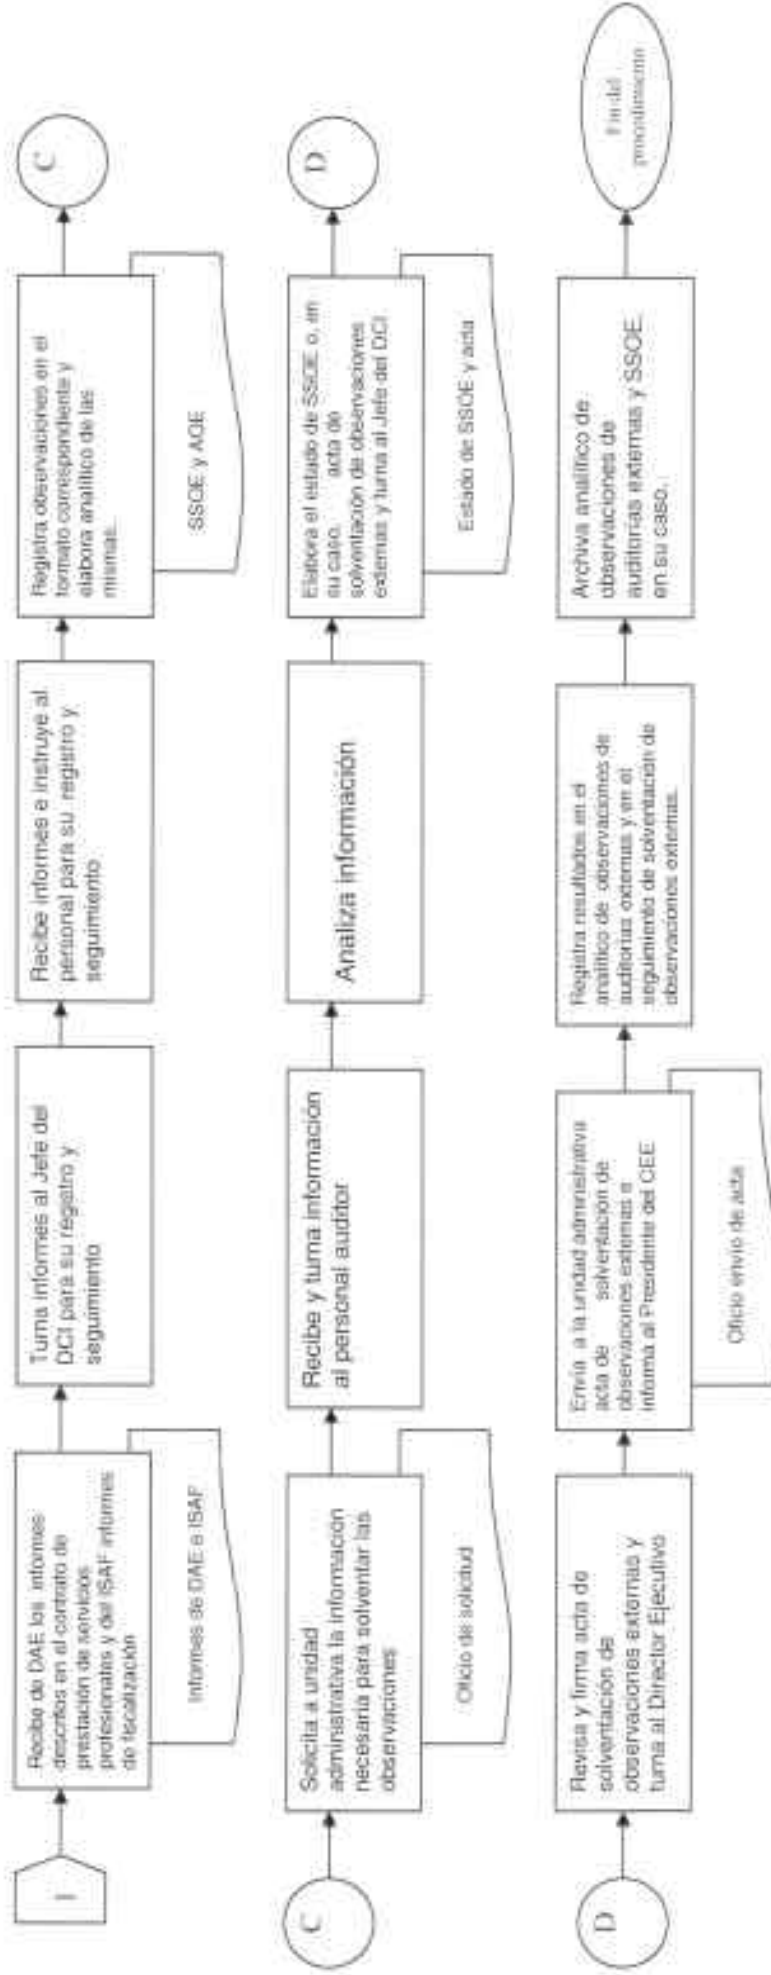 I
Recibe de DAE los informes
descritos en el contrato de
prestación de servicios
profesionales y del ISAF informes
de fiscalización
Informes de DAE e ISAF
Turna informes al Jefe del
DCI para su registro y
seguimiento
Recibe informes e instruye al
personal para su registro y
seguimiento
Registra observaciones en el
formato correspondiente y
elabora analítico de las
mismas.
SSOE y AOE
C
C
Solicita a unidad
administrativa la información
necesaria para solventar las
observaciones
Oficio de solicitud
Recibe y turna información
al personal auditor
Analiza información
Elabora el estado de SSOE o, en
su caso, acta de
solventación de observaciones
externas y turna al Jefe del DCI.
Estado de SSOE y acta
D
D
Revisa y firma acta de
solventación de
observaciones externas y
turna al Director Ejecutivo
Envía a la unidad administrativa
acta de solventación de
observaciones externas e
informa al Presidente del CEE
Oficio envío de acta
Registra resultados en el
analítico de observaciones de
auditorías externas y en el
seguimiento de solventación de
observaciones externas.
Archiva analítico de
observaciones de
auditorías externas y SSOE,
en su caso.
Fin del
procedimiento